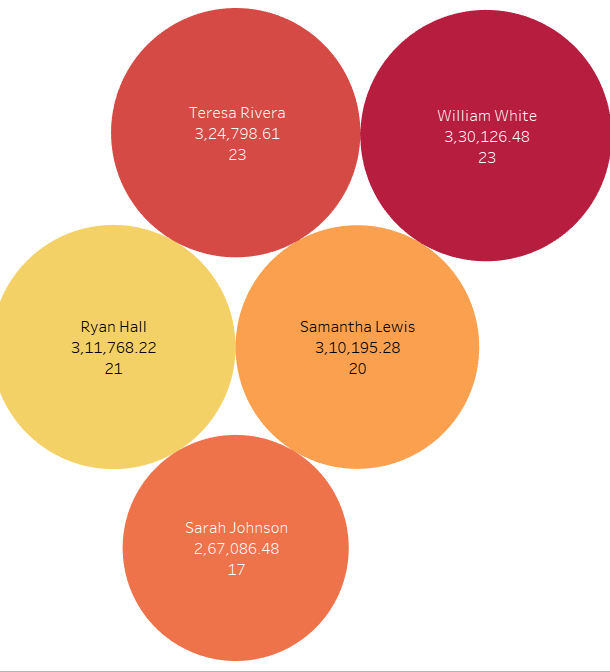 Teresa Rivera
3,24,798.61
23
William White
3,30,126.48
23
Ryan Hall
3,11,768.22
21
Samantha Lewis
3,10,195.28
20
Sarah Johnson
2,67,086.48
17